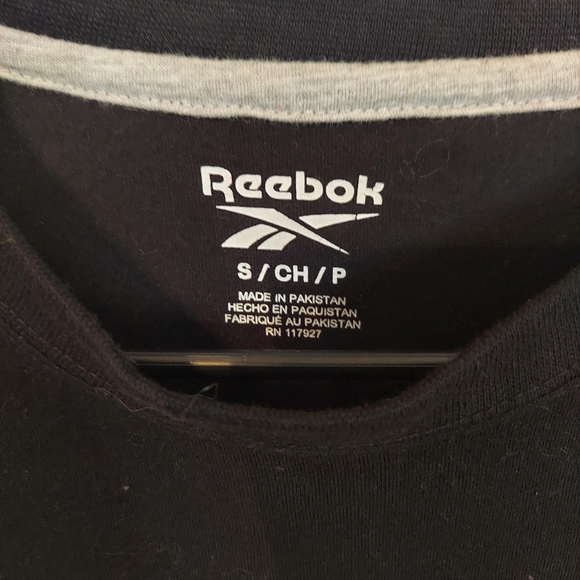 Reebok
S / CH / P
MADE IN PAKISTAN
HECHO EN PAQUISTAN
FABRIQUÉ AU PAKISTAN
RN 117927